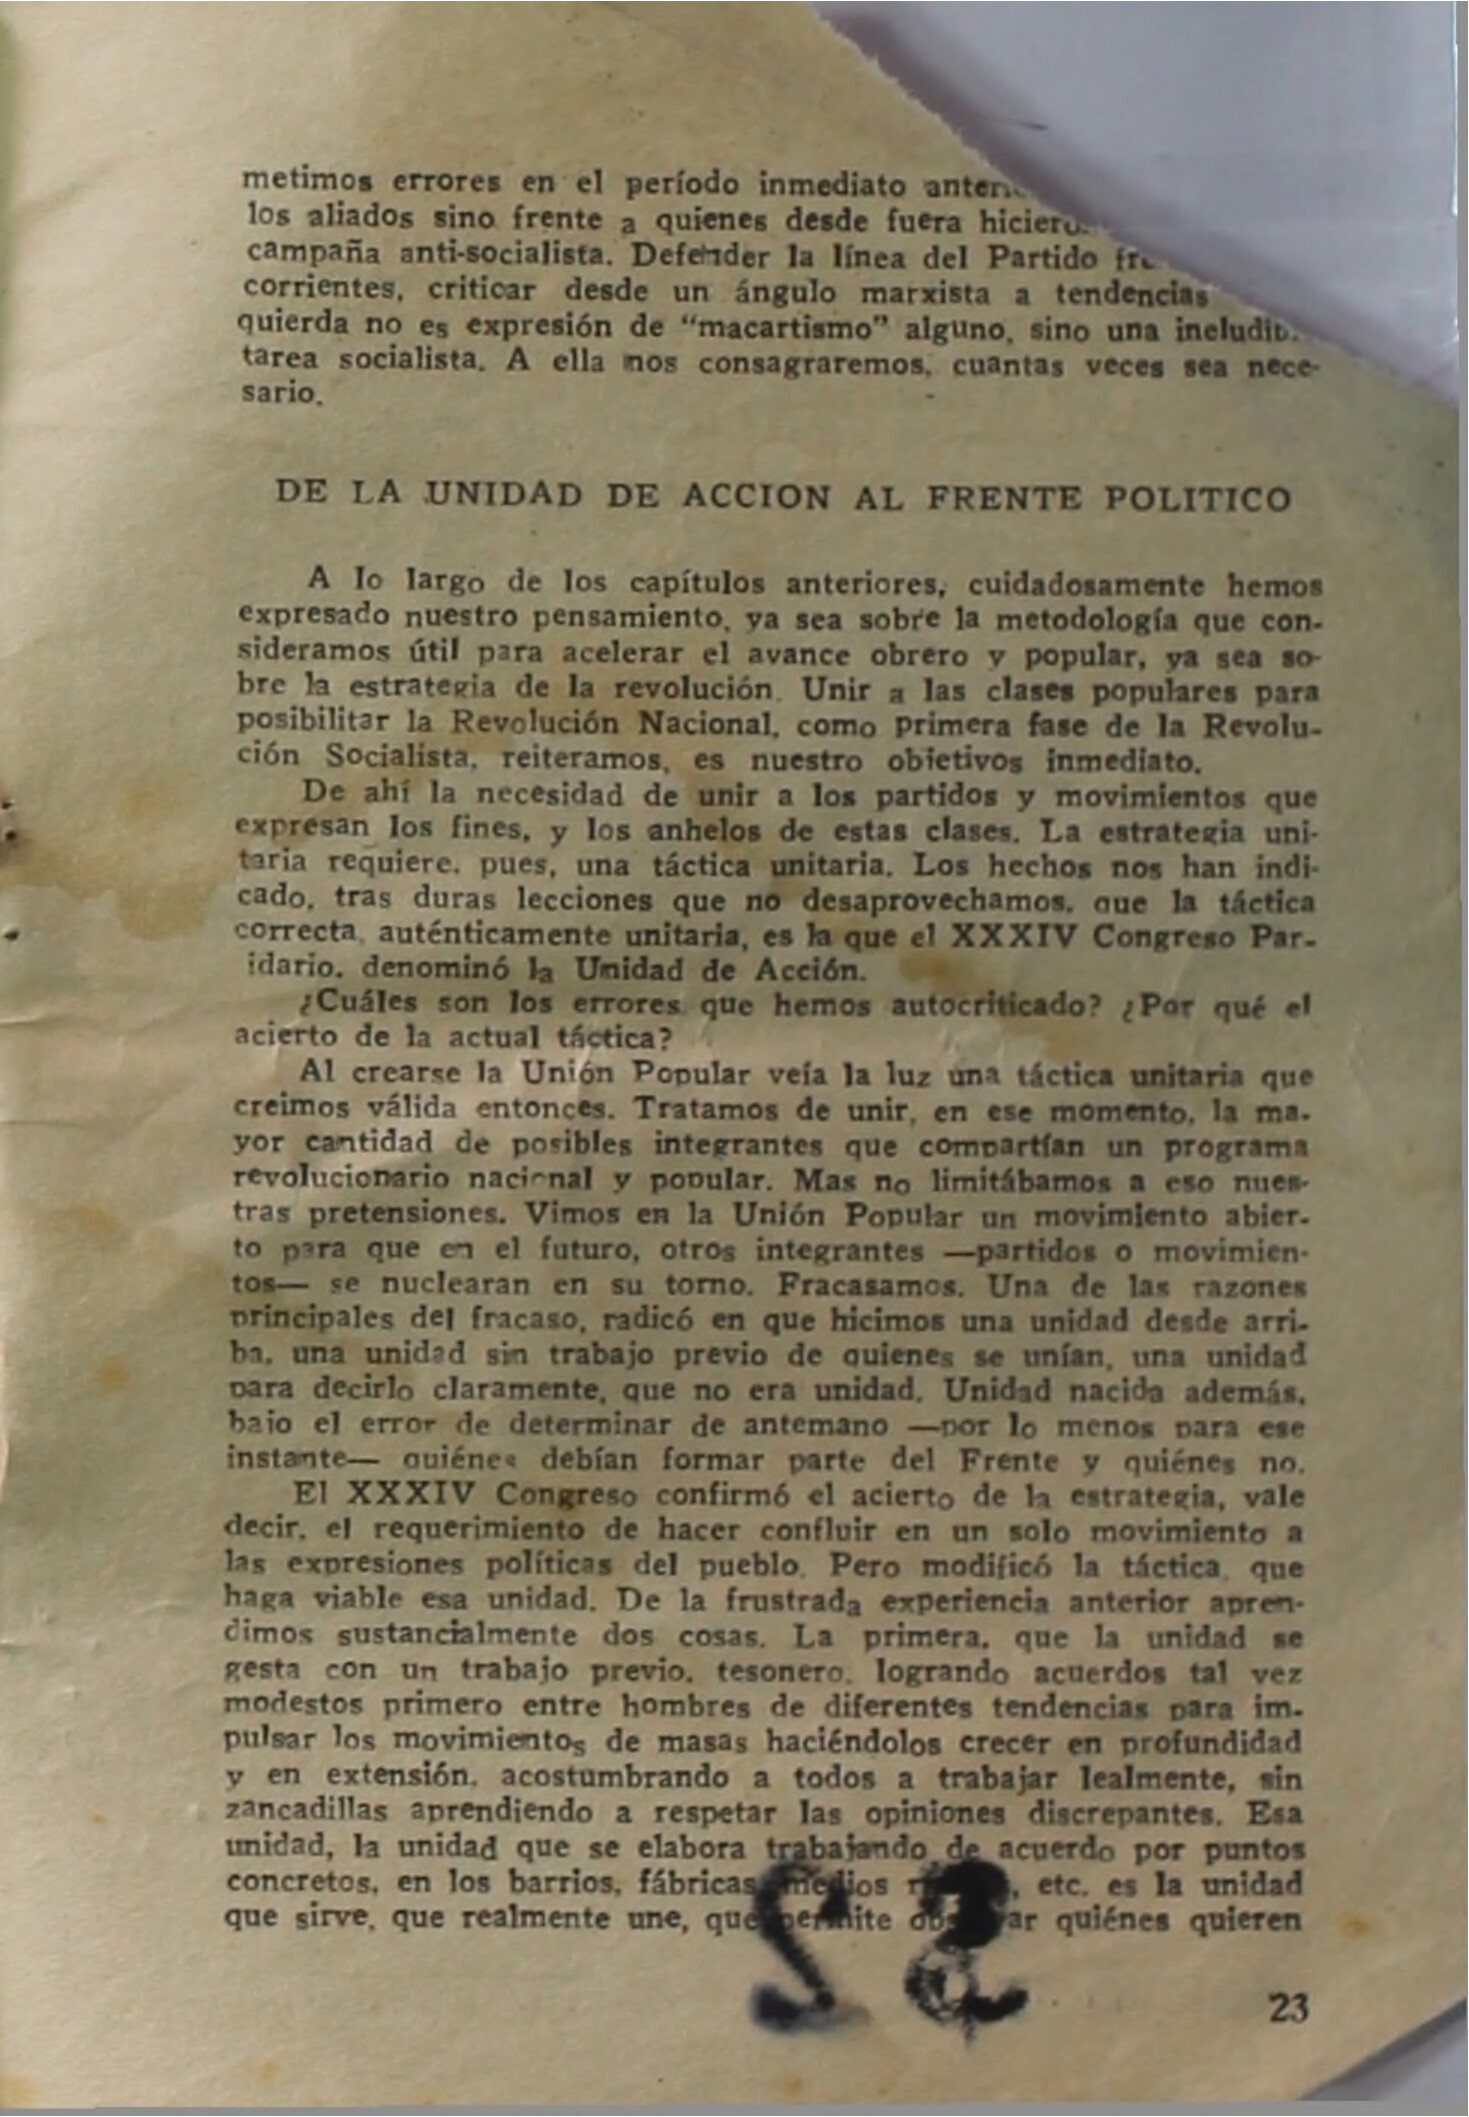 metimos errores en el período inmediato
los aliados sino frente a quienes desde fuera
campaña anti-socialista. Defender la línea del Partido
corrientes, criticar desde un ángulo marxista a tendencias
quierda no es expresión de “macartismo” alguno, sino una
tarea socialista. A ella nos consagraremos, cuantas veces sea nece-
sario.
DE LA UNIDAD DE ACCION AL FRENTE POLITICO
A lo largo de los capítulos anteriores, cuidadosamente hemos
expresado nuestro pensamiento, ya sea sobre la metodología que con-
sideramos útil para acelerar el avance obrero y popular, ya sea so-
bre la estrategia de la revolución. Unir a las clases populares para
posibilitar la Revolución Nacional, como primera fase de la Revolu-
ción Socialista, reiteramos, es nuestro objetivos inmediato.
De ahí la necesidad de unir a los partidos y movimientos que
expresan los fines, y los anhelos de estas clases. La estrategia uni-
taria requiere, pues, una táctica unitaria. Los hechos nos han indi-
cado, tras duras lecciones que no desaprovechamos, que la táctica
correcta, auténticamente unitaria, es la que el XXXIV Congreso Par-
idario, denominó la Unidad de Acción.
¿Cuáles son los errores que hemos autocriticado? ¿Por qué el
acierto de la actual táctica?
Al crearse la Unión Popular veía la luz una táctica unitaria que
creimos válida entonces. Tratamos de unir, en ese momento, la ma-
yor cantidad de posibles integrantes que compartían un programa
revolucionario nacional y popular. Mas no limitábamos a eso nues-
tras pretensiones. Vimos en la Unión Popular un movimiento abier-
to para que en el futuro, otros integrantes —partidos o movimien-
tos— se nuclearan en su torno. Fracasamos. Una de las razones
principales del fracaso, radicó en que hicimos una unidad desde arri-
ba, una unidad sin trabajo previo de quienes se unían, una unidad
para decirlo claramente, que no era unidad. Unidad nacida además,
bajo el error de determinar de antemano —por lo menos para ese
instante— quiénes debían formar parte del Frente y quiénes no.
El XXXIV Congreso confirmó el acierto de la estrategia, vale
decir, el requerimiento de hacer confluir en un solo movimiento a
las expresiones políticas del pueblo. Pero modificó la táctica, que
haga viable esa unidad. De la frustrada experiencia anterior apren-
dimos sustancialmente dos cosas. La primera, que la unidad se
gesta con un trabajo previo, tesonero, logrando acuerdos tal vez
modestos primero entre hombres de diferentes tendencias para im-
pulsar los movimientos de masas haciéndolos crecer en profundidad
y en extensión, acostumbrando a todos a trabajar lealmente, sin
zancadillas aprendiendo a respetar las opiniones discrepantes. Esa
unidad, la unidad que se elabora trabajando de acuerdo por puntos
concretos, en los barrios, fábricas, medios etc. es la unidad
que sirve, que realmente une, que permite quiénes quieren
23